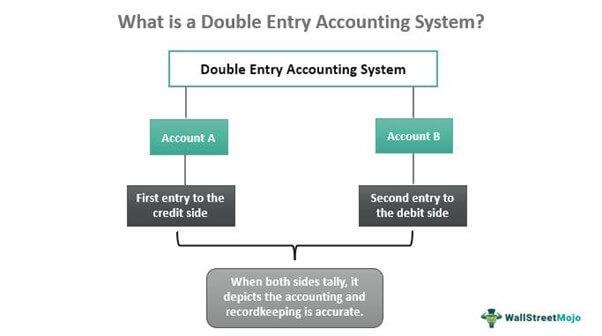 What is a Double Entry Accounting System?
Double Entry Accounting System
Account A
Account B
First entry to the
credit side
Second entry to
the debit side
When both sides tally, it
depicts the accounting and
recordkeeping is accurate.
WallStreetMojo